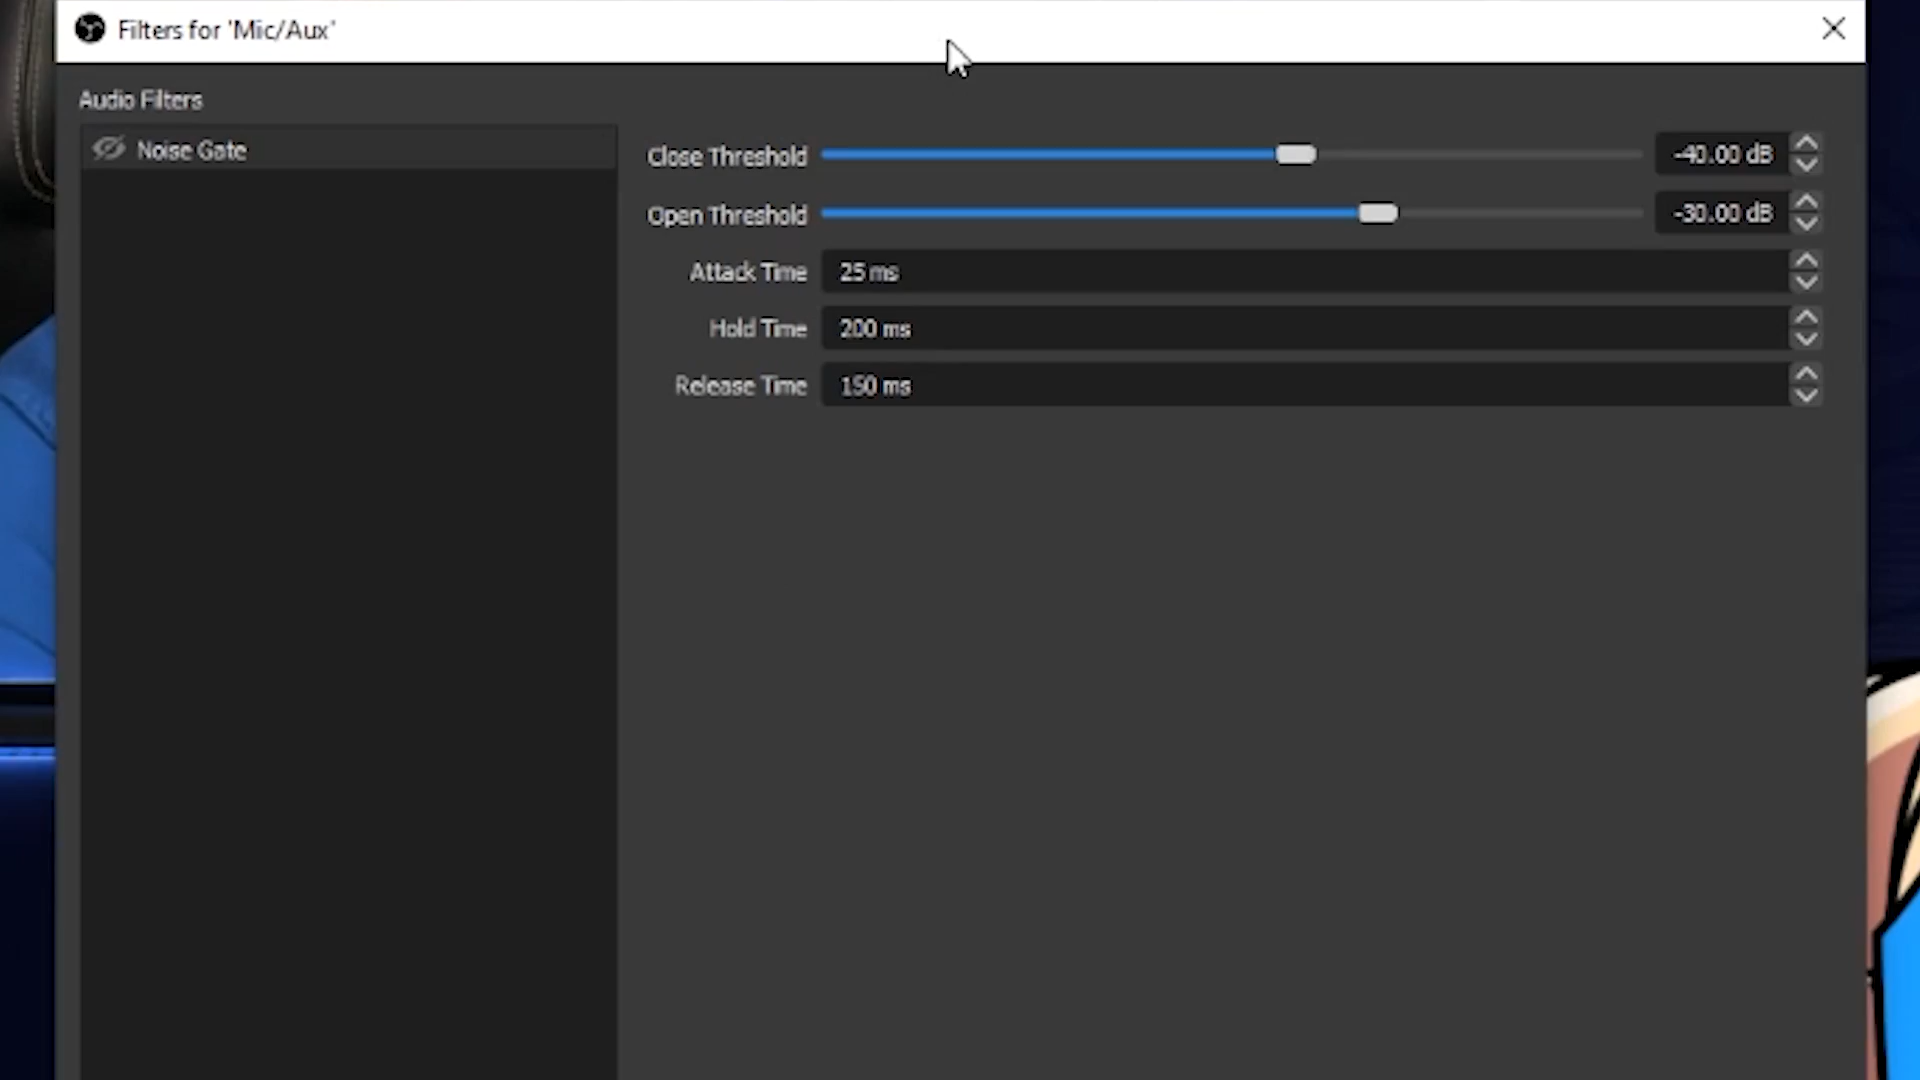 Filters for 'Mic/Aux'
Audio Filters
Noise Gate
Close Threshold -40.00 dB
Open Threshold -30.00 dB
Attack Time 25 ms
Hold Time 200 ms
Release Time 150 ms